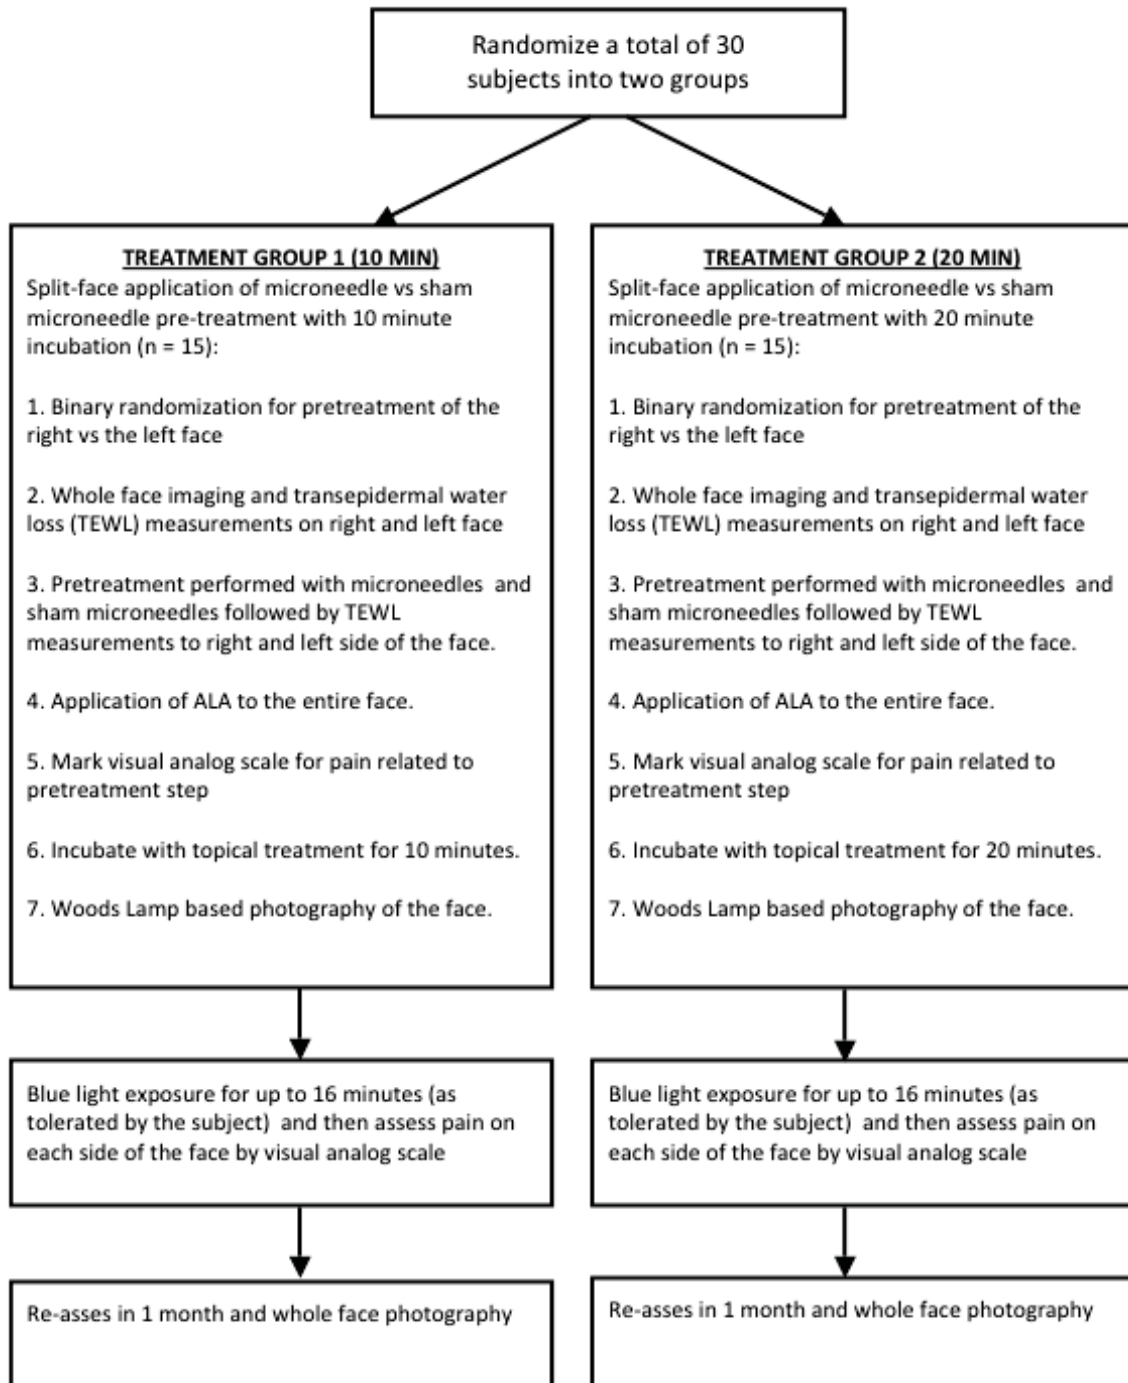 Randomize a total of 30
subjects into two groups
TREATMENT GROUP 1 (10 MIN)
Split-face application of microneedle vs sham
microneedle pre-treatment with 10 minute
incubation (n = 15):
1. Binary randomization for pretreatment of the
right vs the left face
2. Whole face imaging and transepidermal water
loss (TEWL) measurements on right and left face
3. Pretreatment performed with microneedles  and
sham microneedles followed by TEWL
measurements to right and left side of the face.
4. Application of ALA to the entire face.
5. Mark visual analog scale for pain related to
pretreatment step
6. Incubate with topical treatment for 10 minutes.
7. Woods Lamp based photography of the face.
TREATMENT GROUP 2 (20 MIN)
Split-face application of microneedle vs sham
microneedle pre-treatment with 20 minute
incubation (n = 15):
1. Binary randomization for pretreatment of the
right vs the left face
2. Whole face imaging and transepidermal water
loss (TEWL) measurements on right and left face
3. Pretreatment performed with microneedles  and
sham microneedles followed by TEWL
measurements to right and left side of the face.
4. Application of ALA to the entire face.
5. Mark visual analog scale for pain related to
pretreatment step
6. Incubate with topical treatment for 20 minutes.
7. Woods Lamp based photography of the face.
Blue light exposure for up to 16 minutes (as
tolerated by the subject)  and then assess pain on
each side of the face by visual analog scale
Blue light exposure for up to 16 minutes (as
tolerated by the subject)  and then assess pain on
each side of the face by visual analog scale
Re-asses in 1 month and whole face photography
Re-asses in 1 month and whole face photography